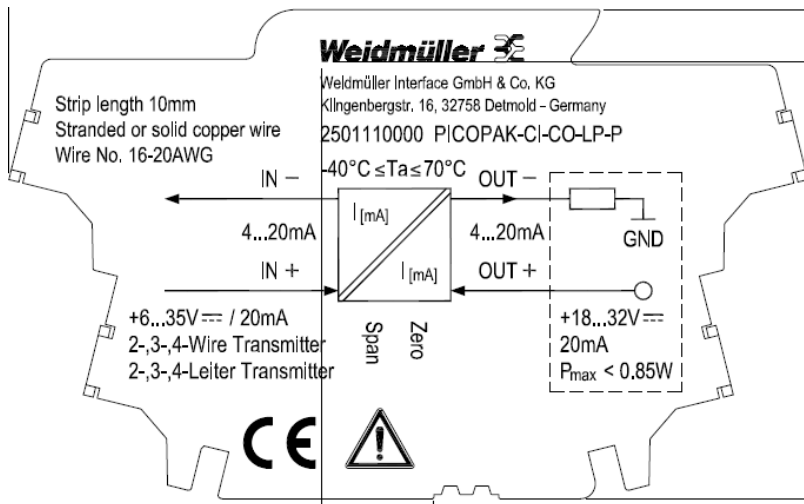 Weidmüller
Weidmüller Interface GmbH & Co. KG
Klingenbergstr. 16, 32758 Detmold - Germany
2501110000 PICOPAK-CI-CO-LP-P
-40°C ≤Ta≤ 70°C
Strip length 10mm
Stranded or solid copper wire
Wire No. 16-20AWG
IN -
OUT -
I [mA]
4...20mA
4...20mA
GND
IN +
I [mA]
OUT +
+6...35V⎓ / 20mA
2-,3-,4-Wire Transmitter
2-,3-,4-Leiter Transmitter
Span
Zero
+18...32V⎓
20mA
Pmax < 0.85W
CE